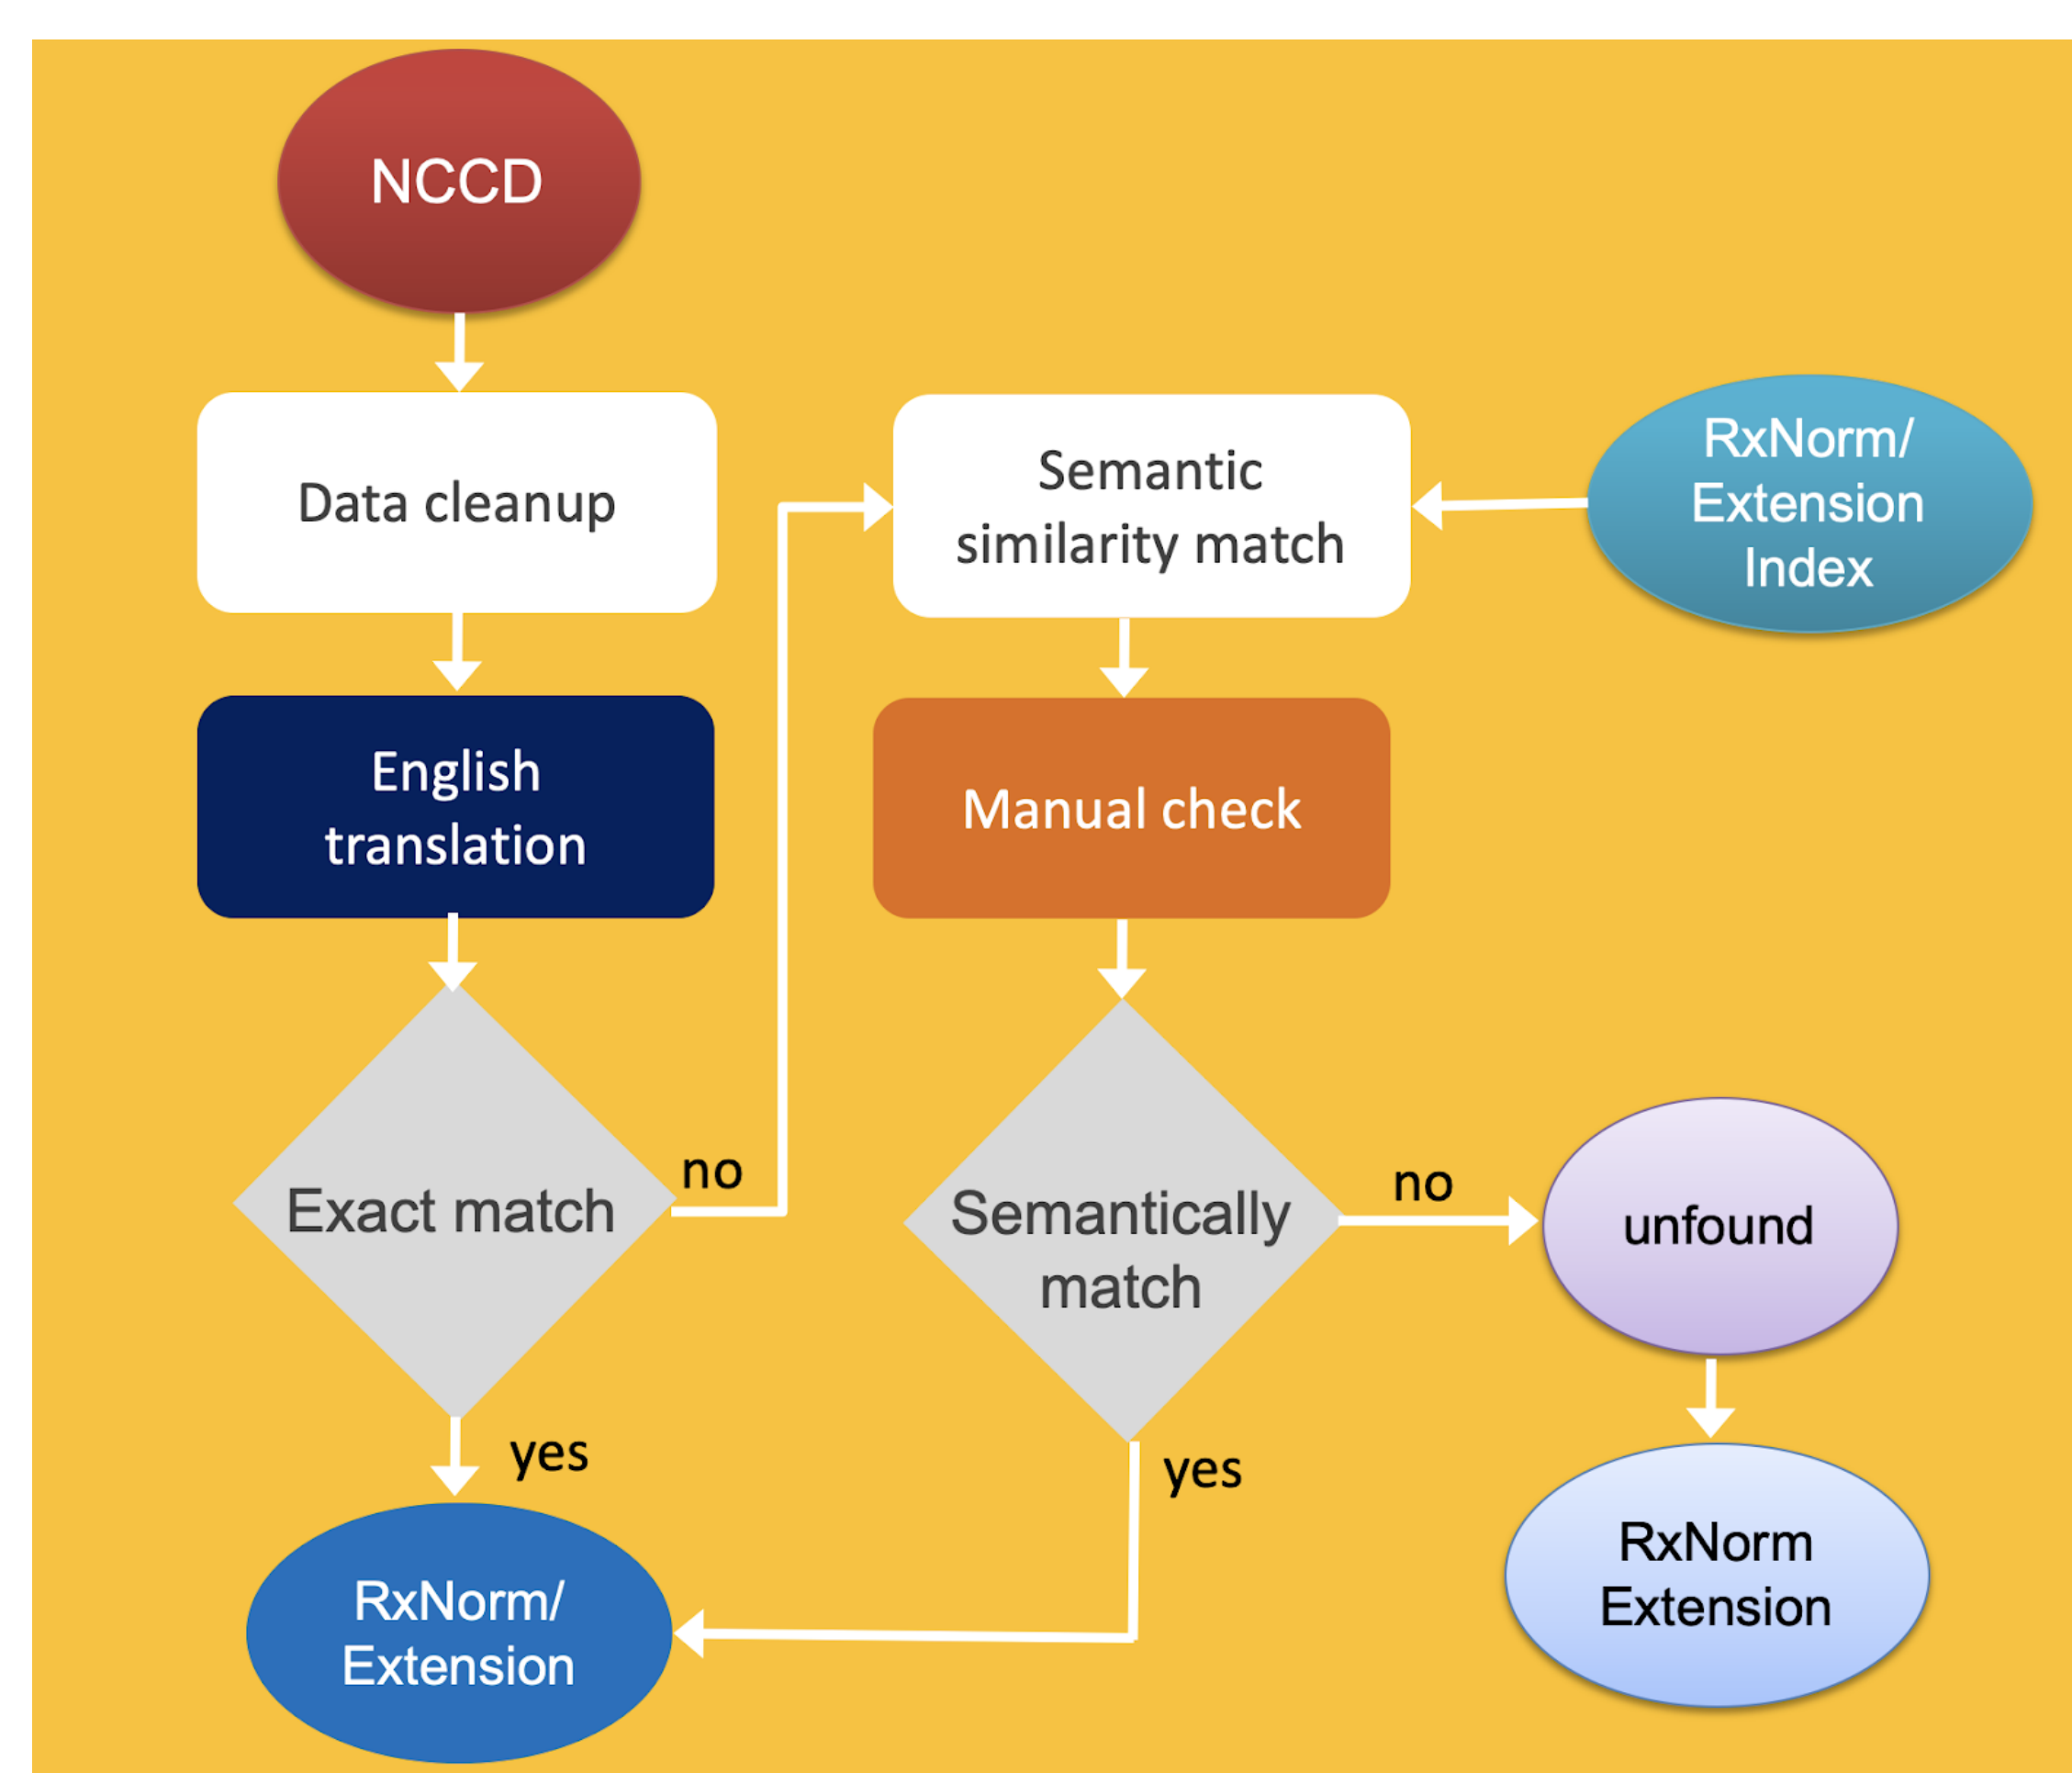 NCCD
Data cleanup
English
translation
Exact match
no
yes
RxNorm/
Extension
Semantic
similarity match
RxNorm/
Extension
Index
Manual check
Semantically
match
no
yes
unfound
RxNorm
Extension